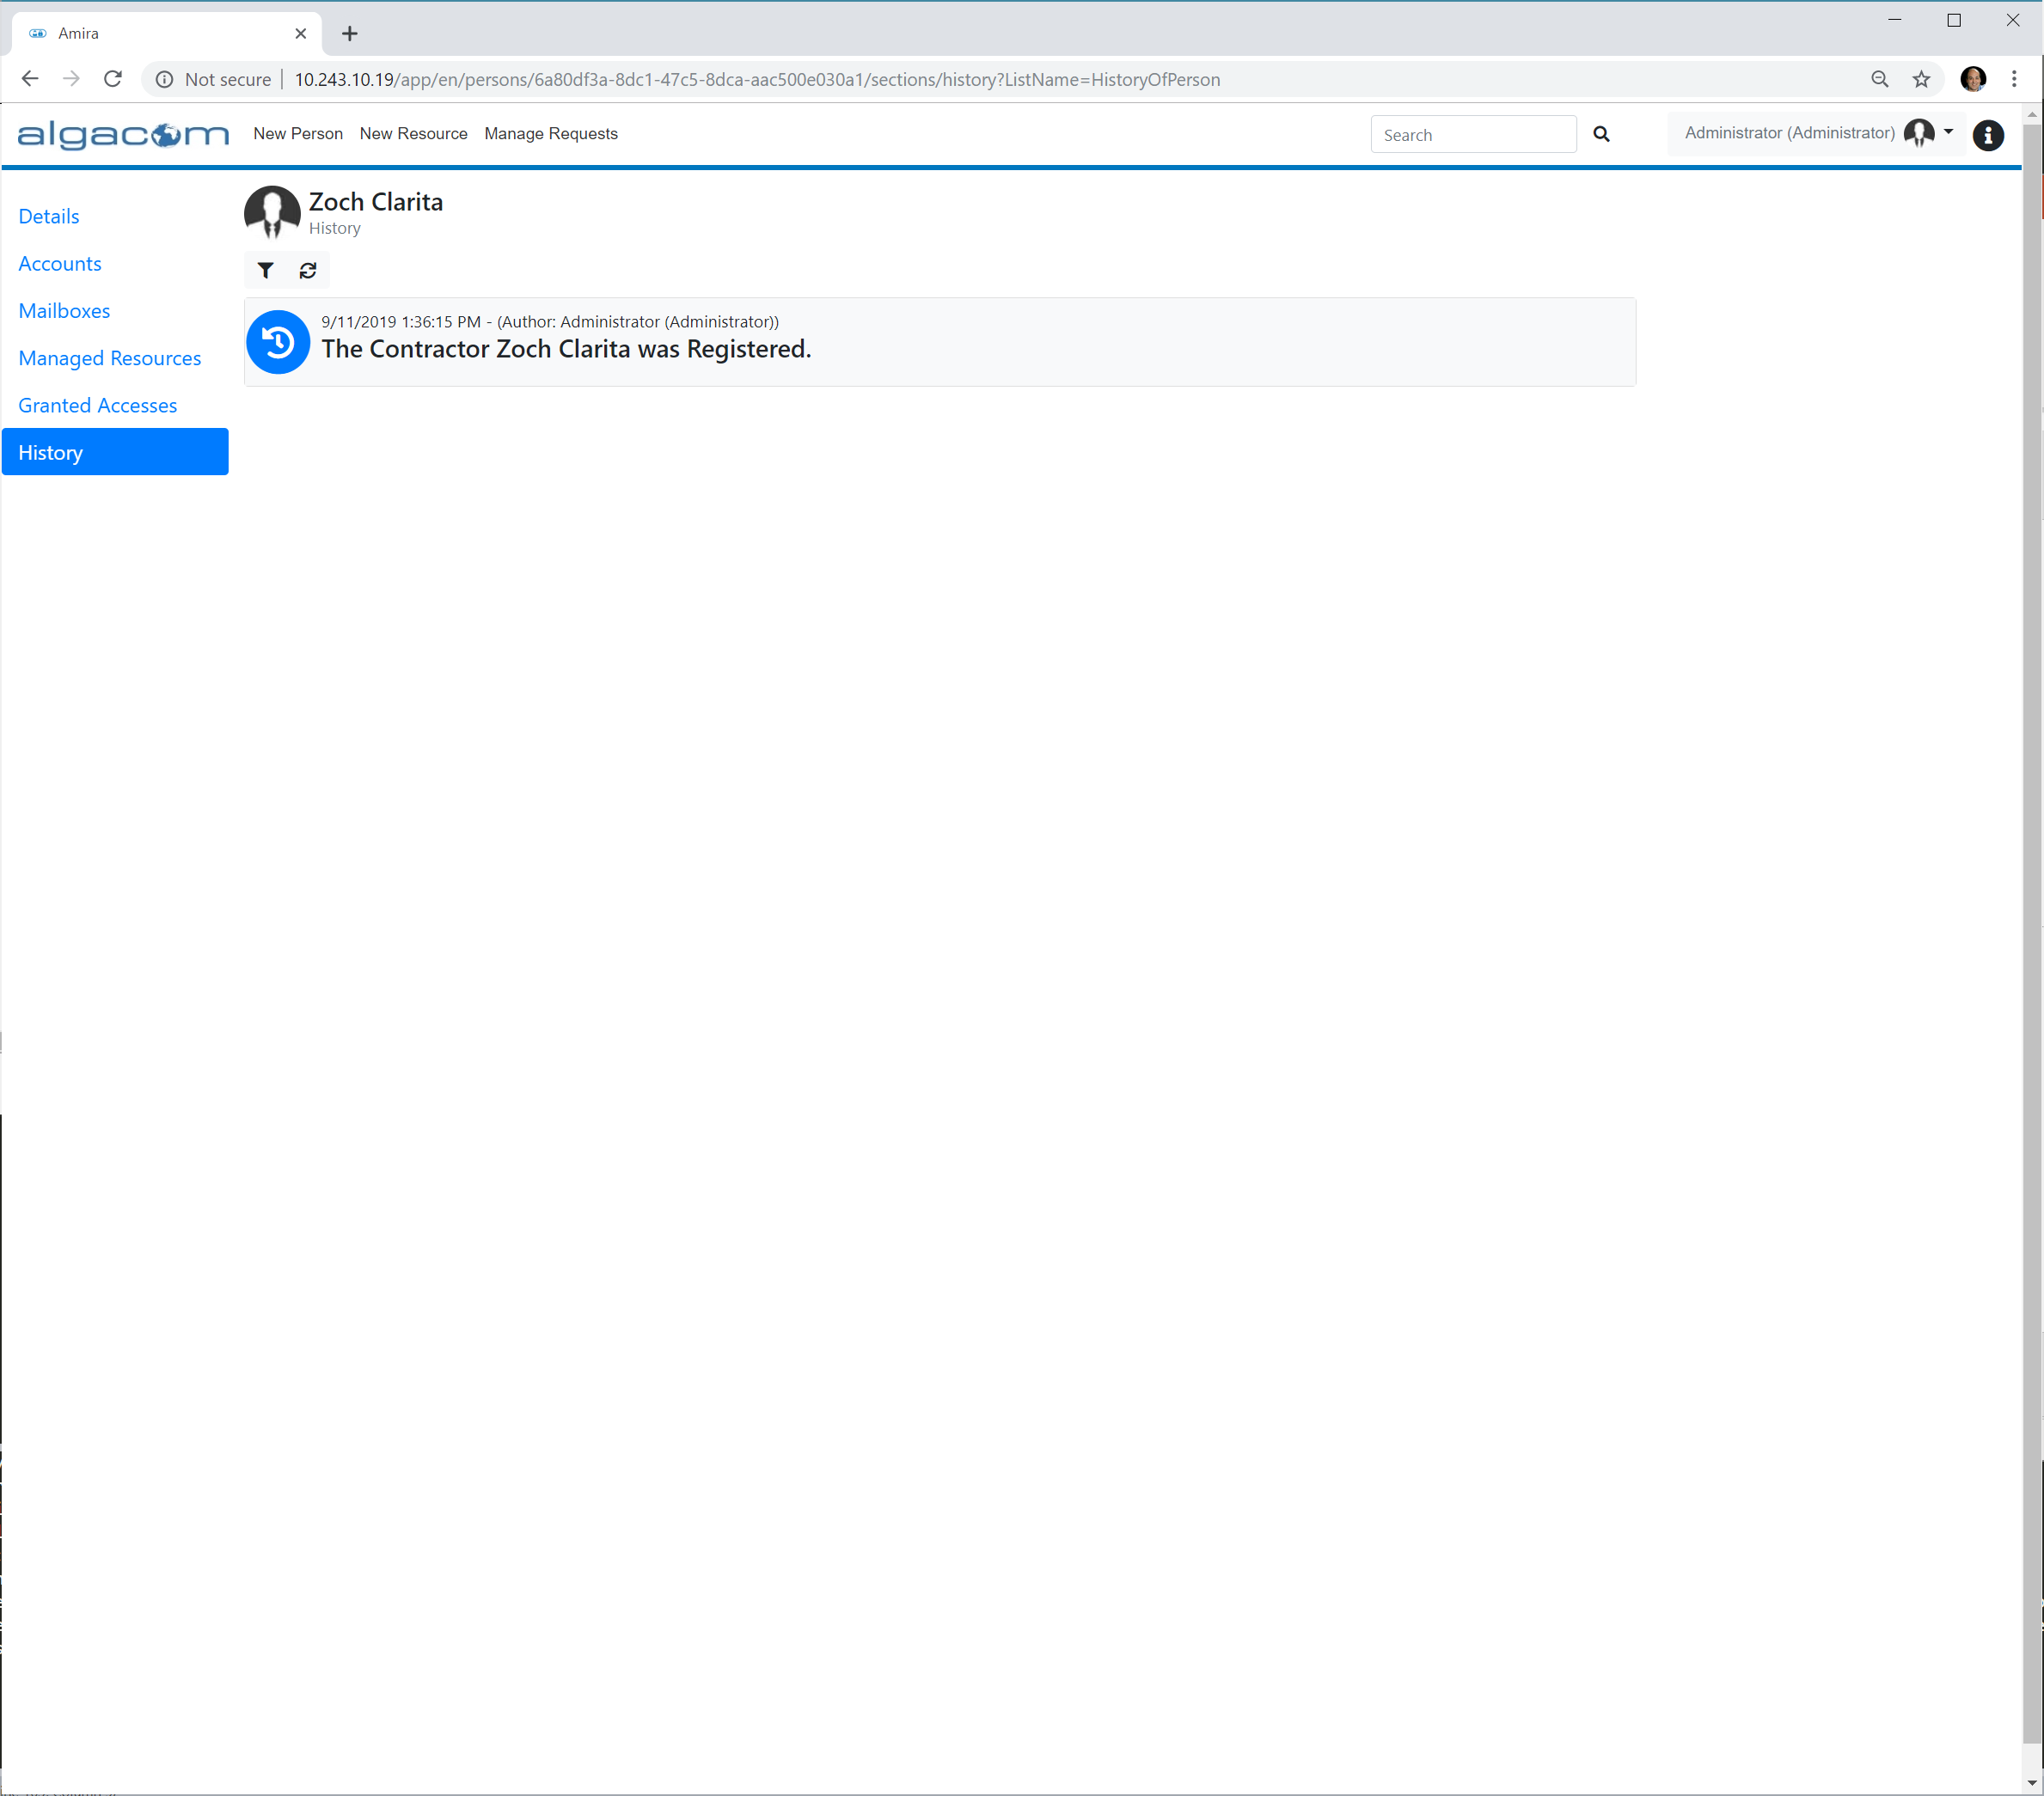 Amira
Not secure 10.243.10.19/app/en/persons/6a80df3a-8dc1-47c5-8dca-aac500e030a1/sections/history?ListName=HistoryOfPerson
algacom New Person New Resource Manage Requests Search Administrator (Administrator)
Zoch Clarita
History
Details
Accounts
Mailboxes
Managed Resources
Granted Accesses
History
9/11/2019 1:36:15 PM - (Author: Administrator (Administrator))
The Contractor Zoch Clarita was Registered.